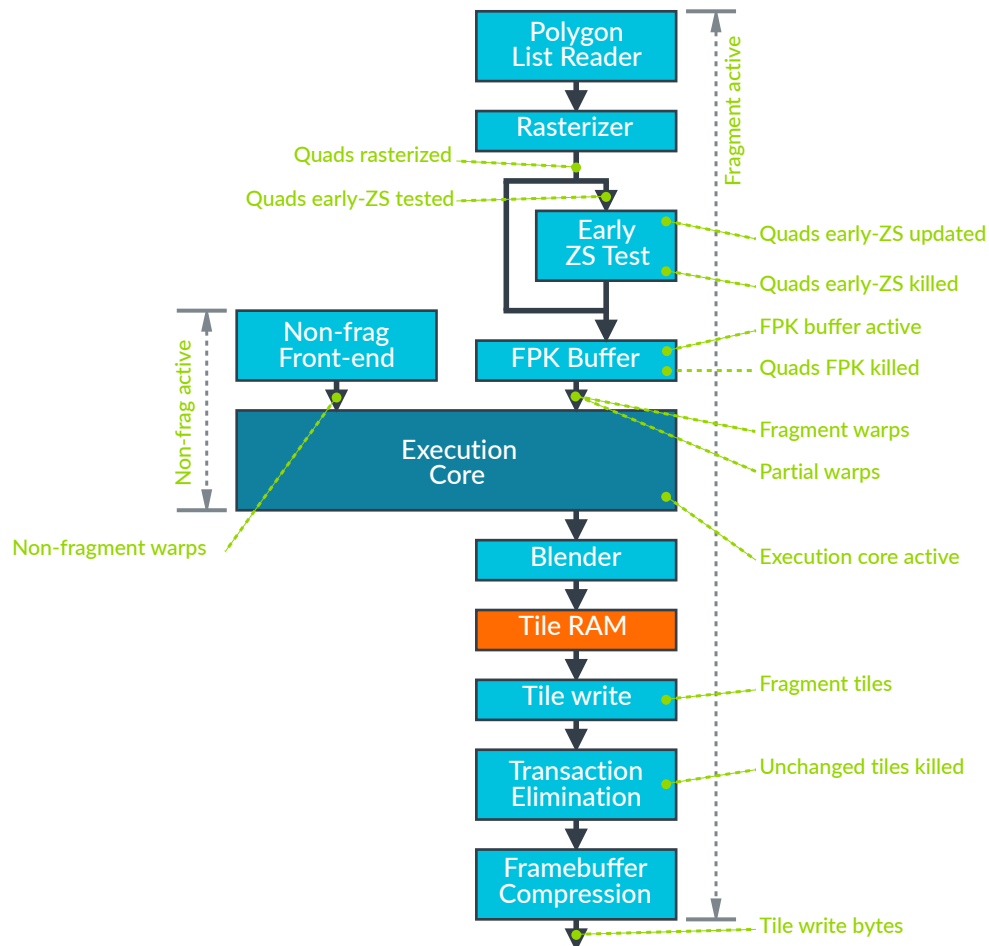 Polygon
List Reader
Fragment active
Rasterizer
Quads rasterized
Quads early-ZS tested
Early
ZS Test
Quads early-ZS updated
Quads early-ZS killed
Non-frag
Front-end
FPK Buffer
FPK buffer active
Quads FPK killed
Non-frag active
Execution
Core
Fragment warps
Partial warps
Non-fragment warps
Execution core active
Blender
Tile RAM
Tile write
Fragment tiles
Transaction
Elimination
Unchanged tiles killed
Framebuffer
Compression
Tile write bytes